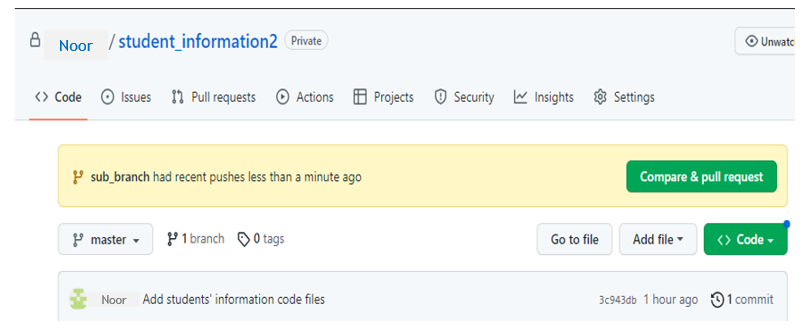 Noor / student_information2 Private Unwatc
Code Issues Pull requests Actions Projects Security Insights Settings
sub_branch had recent pushes less than a minute ago Compare & pull request
master 1 branch 0 tags Go to file Add file Code
Noor Add students' information code files 3c943db 1 hour ago 1 commit